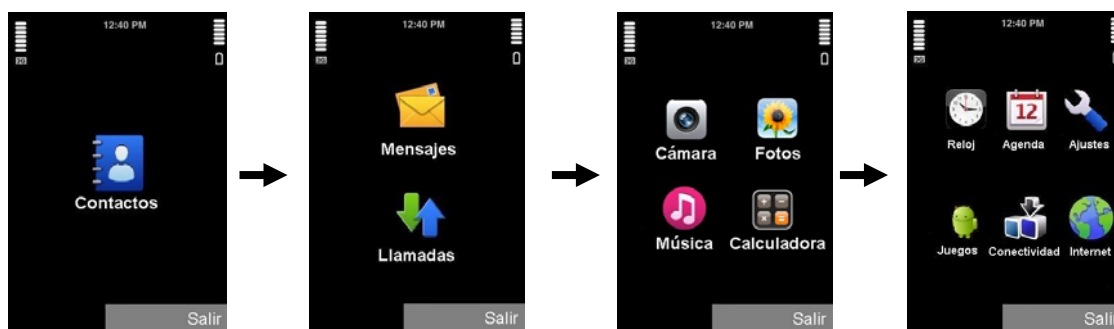 12:40 PM
Contactos
Salir
12:40 PM
Mensajes
Llamadas
Salir
12:40 PM
Cámara Fotos
Música Calculadora
Salir
12:40 PM
12
Reloj Agenda Ajustes
Juegos Conectividad Internet
Salir